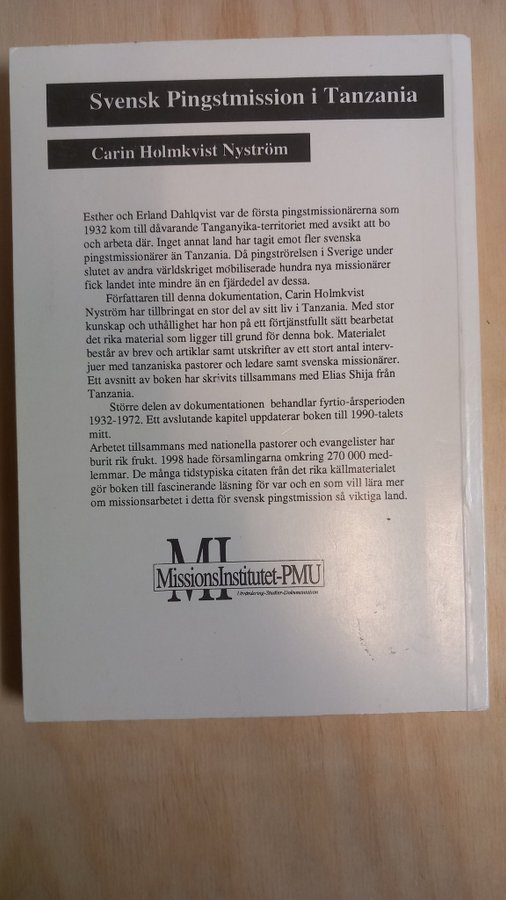 Svensk Pingstmission i Tanzania
Carin Holmkvist Nyström
Esther och Erland Dahlqvist var de första pingstmissionärerna som
1932 kom till dåvarande Tanganyika-territoriet med avsikt att bo
och arbeta där. Inget annat land har tagit emot fler svenska
pingstmissionärer än Tanzania. Då pingströrelsen i Sverige under
slutet av andra världskriget mobiliserade hundra nya missionärer
fick landet inte mindre än en fjärdedel av dessa.
Författaren till denna dokumentation, Carin Holmkvist
Nyström har tillbringat en stor del av sitt liv i Tanzania. Med stor
kunskap och uthållighet har hon på ett förtjänstfullt sätt bearbetat
det rika material som ligger till grund för denna bok. Materialet
består av brev och artiklar samt utskrifter av ett stort antal interv-
juer med tanzaniska pastorer och ledare samt svenska missionärer.
Ett avsnitt av boken har skrivits tillsammans med Elias Shija från
Tanzania.
Större delen av dokumentationen behandlar fyrtio-årsperioden
1932-1972. Ett avslutande kapitel uppdaterar boken till 1990-talets
mitt.
Arbetet tillsammans med nationella pastorer och evangelister har
burit rik frukt. 1998 hade församlingarna omkring 270 000 med-
lemmar. De många tidstypiska citaten från det rika källmaterialet
gör boken till fascinerande läsning för var och en som vill lära mer
om missionsarbetet i detta för svensk pingstmission så viktiga land.
MI
MissionsInstitutet-PMU
Utvärdering-Studier-Dokumentation